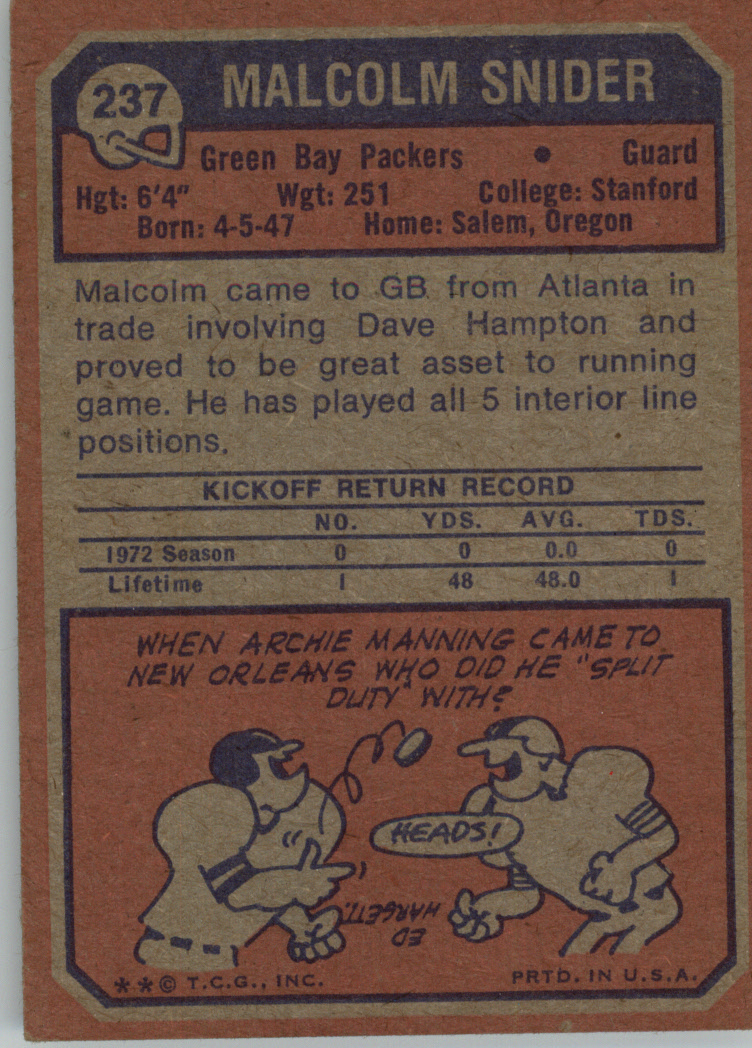 237 MALCOLM SNIDER
Green Bay Packers • Guard
Hgt: 6'4" Wgt: 251 College: Stanford
Born: 4-5-47 Home: Salem, Oregon
Malcolm came to GB from Atlanta in
trade involving Dave Hampton and
proved to be great asset to running
game. He has played all 5 interior line
positions.
KICKOFF RETURN RECORD
NO. YDS. AVG. TDS.
1972 Season 0 0 0.0 0
Lifetime 1 48 48.0 1
WHEN ARCHIE MANNING CAME TO
NEW ORLEANS WHO DID HE "SPLIT
DUTY" WITH?
HEADS!
ED
HARGETT.
**© T.C.G., INC. PRTD. IN U.S.A.